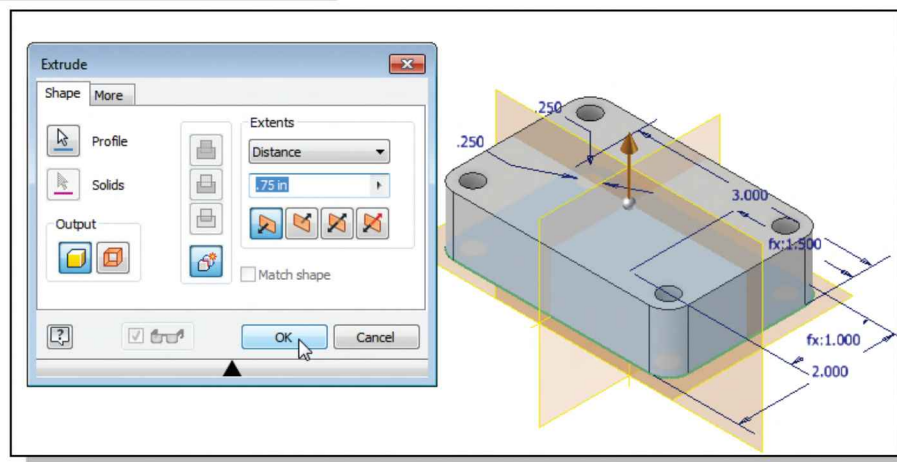 Extrude
Shape
More
Profile
Solids
Output
Extents
Distance
.75 in
Match shape
?
OK
Cancel
.250
.250
3.000
fx:1.500
fx:1.000
2.000